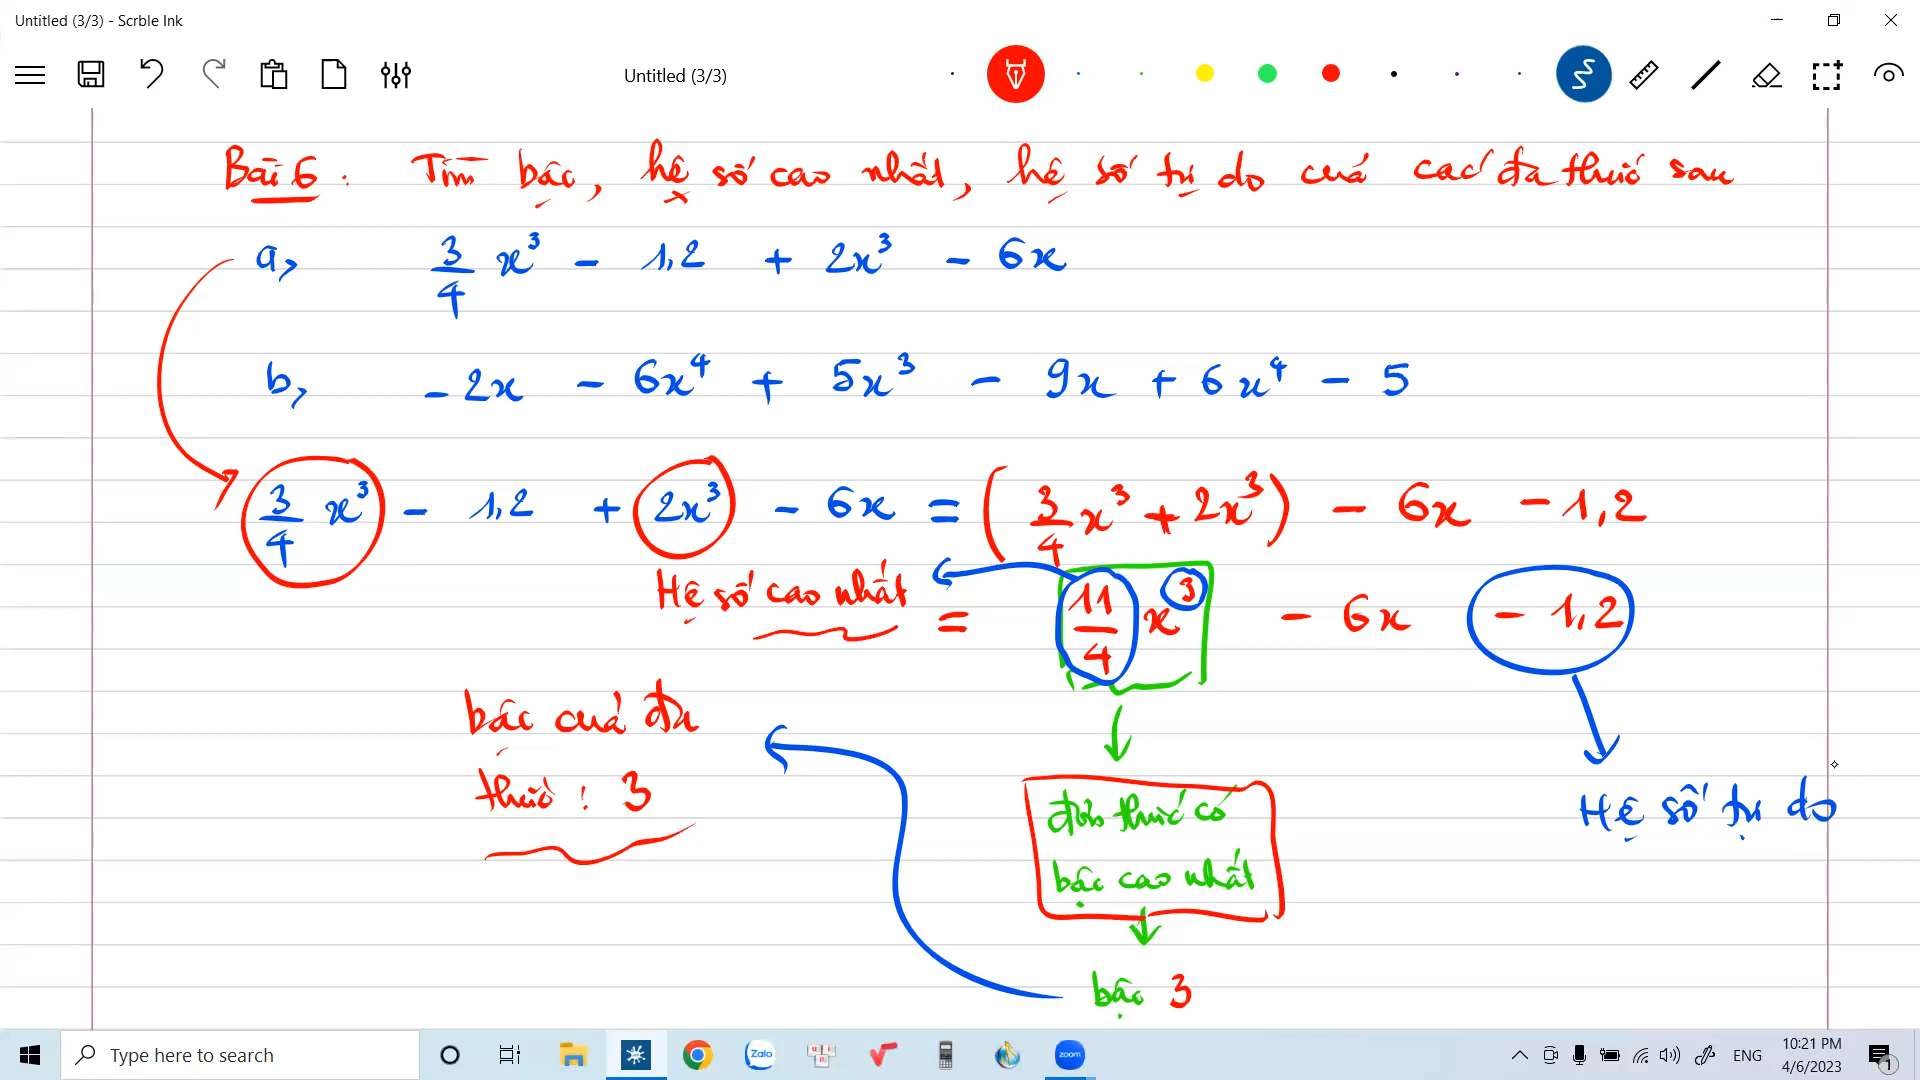 Untitled (3/3) - Scrble Ink
Untitled (3/3)
Bài 6 : Tìm bậc, hệ số cao nhất, hệ số tự do của các đa thức sau
a, 3/4 x³ - 1,2 + 2x³ - 6x
b, - 2x - 6x⁴ + 5x³ - 9x + 6x⁴ - 5
3/4 x³ - 1,2 + 2x³ - 6x = (3/4 x³ + 2x³) - 6x - 1,2
Hệ số cao nhất
= 11/4 x³ - 6x - 1,2
bậc của đa
thức : 3
đơn thức có
bậc cao nhất
Hệ số tự do
bậc 3
Type here to search
Zalo
zoom
ENG
10:21 PM
4/6/2023
1